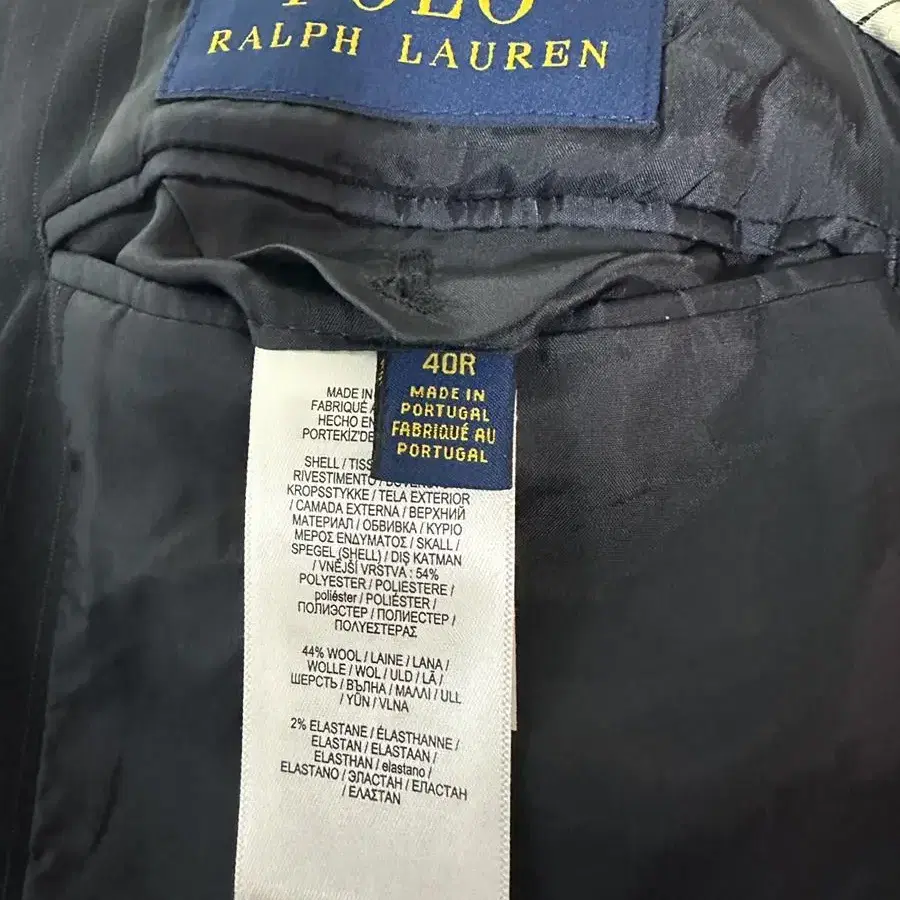 POLO
RALPH LAUREN
40R
MADE IN
PORTUGAL
FABRIQUÉ AU
PORTUGAL
MADE IN
FABRIQUÉ
HECHO EN
PORTEKİZ'DE
SHELL / TISS
RIVESTIMENTO /
KROPSSTYKKE / TELA EXTERIOR
/ CAMADA EXTERNA / ВЕРХНИЙ
МАТЕРИАЛ / ОБВИВКА / ΚΥΡΙΟ
ΜΕΡΟΣ ΕΝΔΥΜΑΤΟΣ / SKALL /
SPEGEL (SHELL) / DIŞ KATMAN
/ VNĚJŠÍ VRSTVA : 54%
POLYESTER / POLIESTERE /
poliéster / POLIÉSTER /
ПОЛИЭСТЕР / ПОЛИЕСТЕР /
ΠΟΛΥΕΣΤΕΡΑΣ
44% WOOL / LAINE / LANA /
WOLLE / WOL / ULD / LÃ /
ШЕРСТЬ / ВЪЛНА / ΜΑΛΛΙ / ULL
/ YÜN / VLNA
2% ELASTANE / ÉLASTHANNE /
ELASTAN / ELASTAAN /
ELASTHAN / elastano /
ELASTANO / ЭЛАСТАН / ЕЛАСТАН
/ ΕΛΑΣΤΑΝ